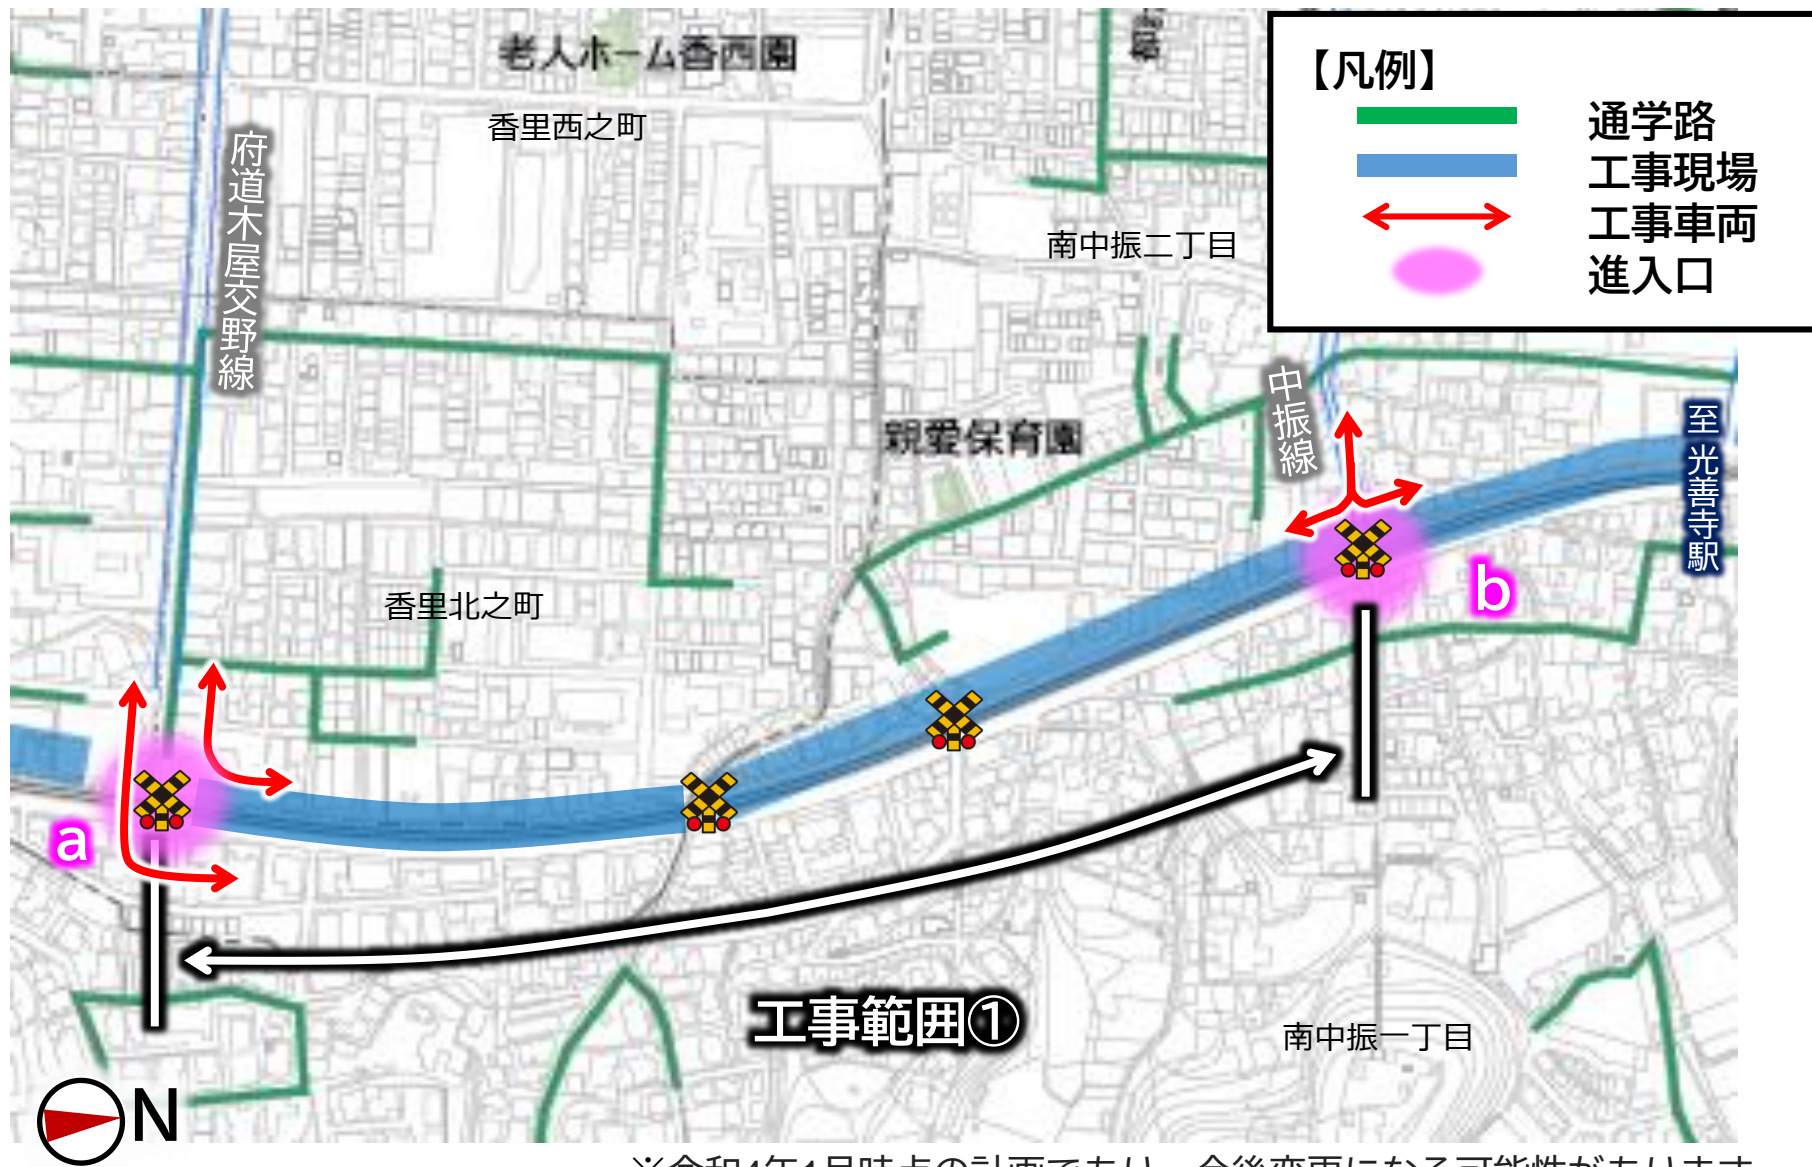 老人ホーム香西園
香里西之町
府道木屋交野線
【凡例】
通学路
工事現場
工事車両
進入口
南中振二丁目
中振線
親愛保育園
至 光善寺駅
香里北之町
a
b
工事範囲①
南中振一丁目
N